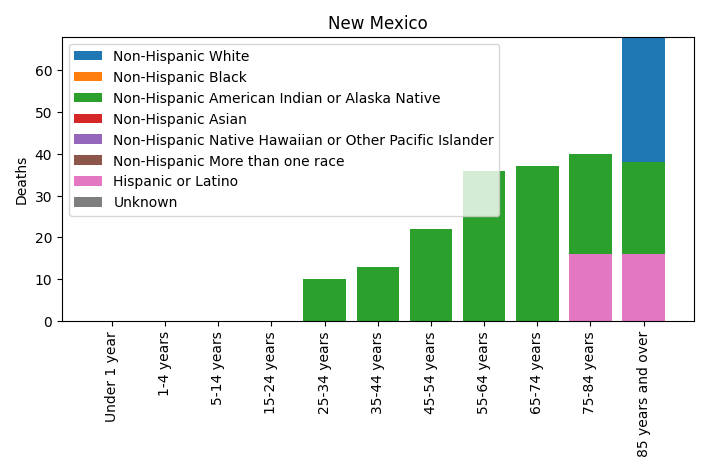 New Mexico
Deaths
60
50
40
30
20
10
0
Non-Hispanic White
Non-Hispanic Black
Non-Hispanic American Indian or Alaska Native
Non-Hispanic Asian
Non-Hispanic Native Hawaiian or Other Pacific Islander
Non-Hispanic More than one race
Hispanic or Latino
Unknown
Under 1 year
1-4 years
5-14 years
15-24 years
25-34 years
35-44 years
45-54 years
55-64 years
65-74 years
75-84 years
85 years and over